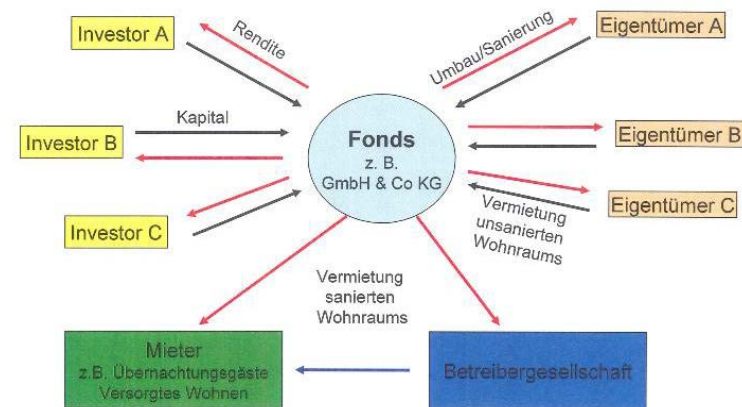 Investor A
Rendite
Umbau/Sanierung
Eigentümer A
Kapital
Investor B
Fonds
z. B.
GmbH & Co KG
Eigentümer B
Investor C
Eigentümer C
Vermietung
unsanierten
Wohnraums
Vermietung
sanierten
Wohnraums
Mieter
z.B. Übernachtungsgäste
Versorgtes Wohnen
Betreibergesellschaft